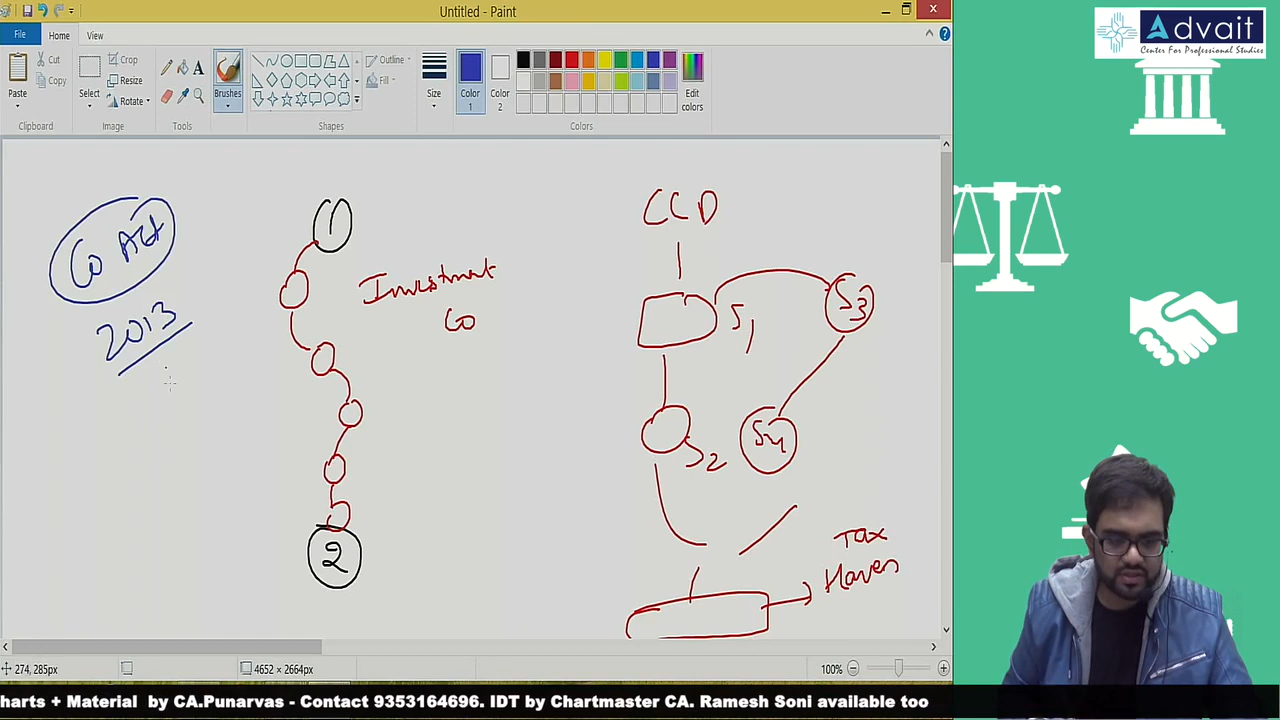 Untitled - Paint
File
Home
View
Paste
Cut
Copy
Clipboard
Select
Crop
Resize
Rotate
Image
Tools
Brushes
Shapes
Outline
Fill
Size
Color 1
Color 2
Edit colors
Colors
Advait
Center For Professional Studies
Co Act
2013
1
Investment
Co
2
CCD
S1
S3
S2
S4
Tax
Haven
274, 285px
4652 × 2664px
100%
harts + Material by CA.Punarvas - Contact 9353164696. IDT by Chartmaster CA. Ramesh Soni available too